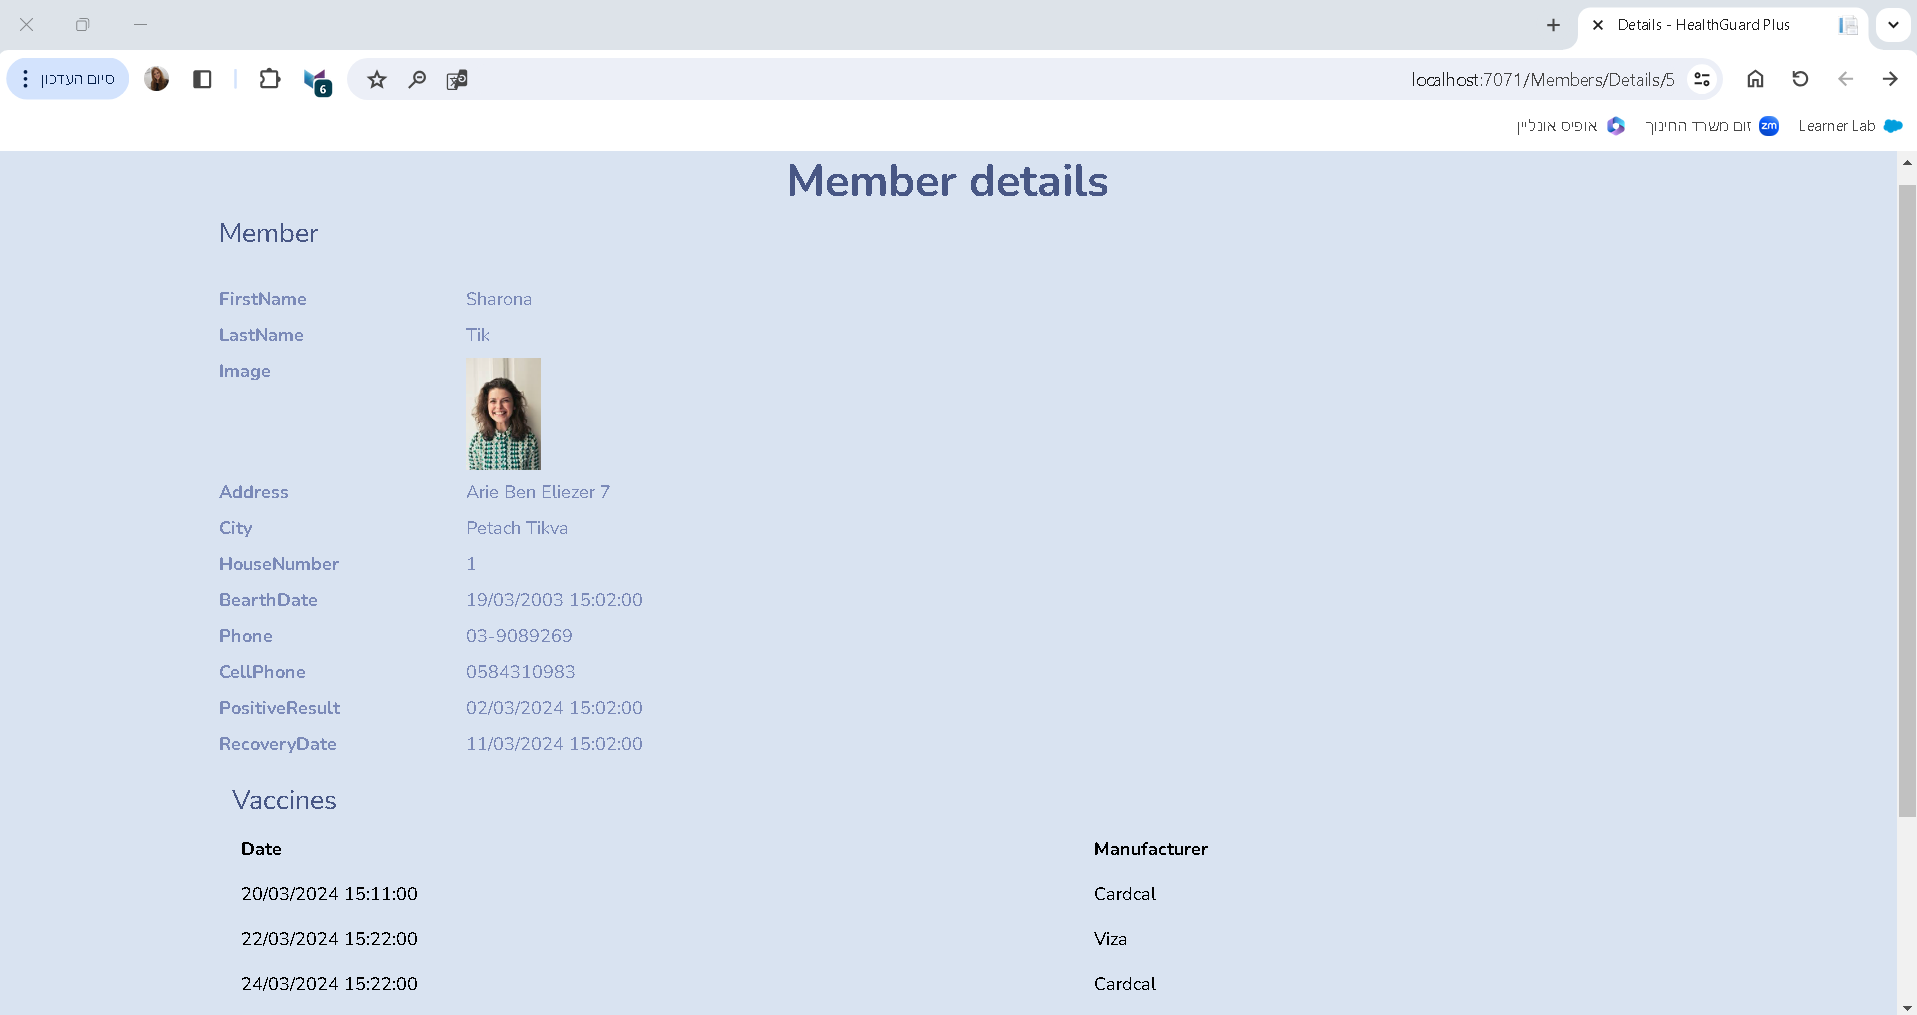 Details - HealthGuard Plus
סיום העדכון
6
localhost:7071/Members/Details/5
אופיס אונליין
זום משרד החינוך
zm
Learner Lab
Member details
Member
FirstName Sharona
LastName Tik
Image
Address Arie Ben Eliezer 7
City Petach Tikva
HouseNumber 1
BearthDate 19/03/2003 15:02:00
Phone 03-9089269
CellPhone 0584310983
PositiveResult 02/03/2024 15:02:00
RecoveryDate 11/03/2024 15:02:00
Vaccines
Date Manufacturer
20/03/2024 15:11:00 Cardcal
22/03/2024 15:22:00 Viza
24/03/2024 15:22:00 Cardcal